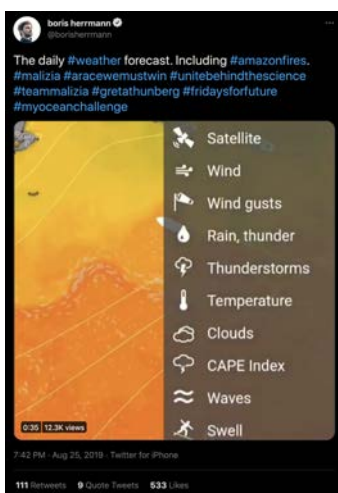 boris herrmann
@borisherrmann
The daily #weather forecast. Including #amazonfires.
#malizia #aracewemustwin #unitebehindthescience
#teammalizia #gretathunberg #fridaysforfuture
#myoceanchallenge
Satellite
Wind
Wind gusts
Rain, thunder
Thunderstorms
Temperature
Clouds
CAPE Index
Waves
Swell
0:35 12.3K views
7:42 PM · Aug 25, 2019 · Twitter for iPhone
111 Retweets 9 Quote Tweets 533 Likes